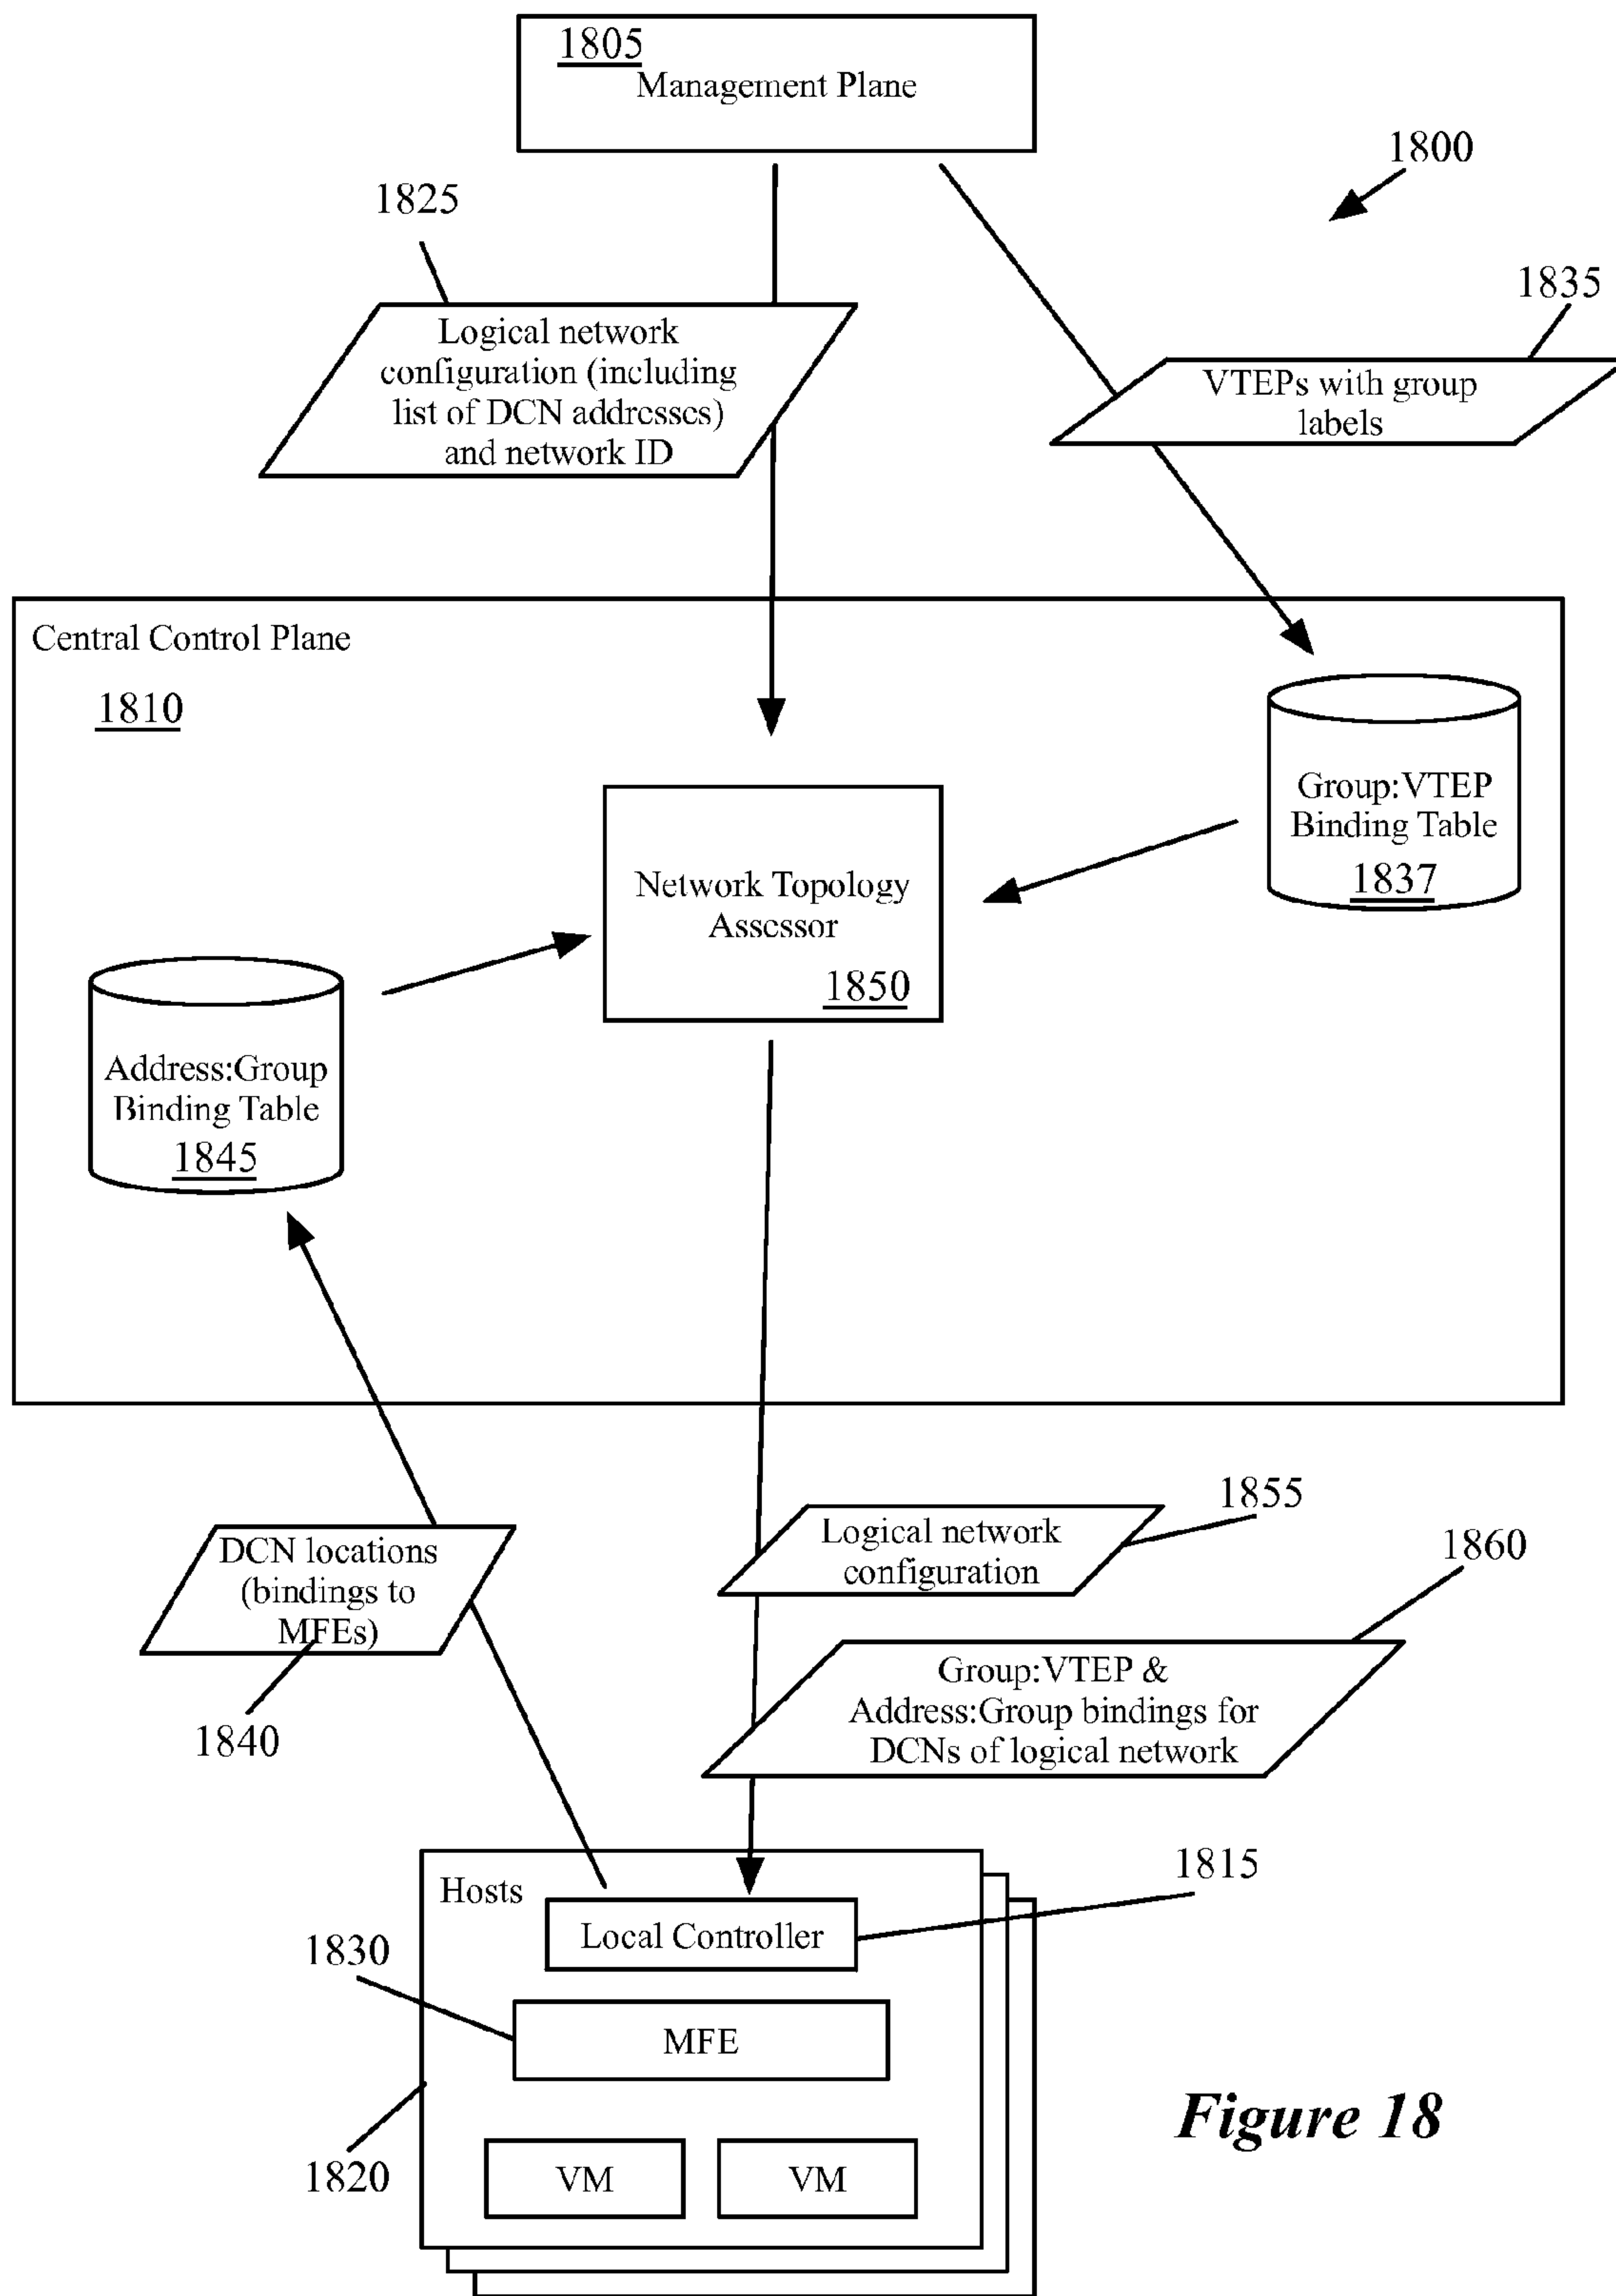 1805
Management Plane
1800
1825
1835
Logical network
configuration (including
list of DCN addresses)
and network ID
VTEPs with group
labels
Central Control Plane
1810
Group:VTEP
Binding Table
1837
Network Topology
Assessor
1850
Address:Group
Binding Table
1845
1855
Logical network
configuration
1860
DCN locations
(bindings to
MFEs)
1840
Group:VTEP &
Address:Group bindings for
DCNs of logical network
1815
Hosts
Local Controller
1830
MFE
1820
VM
VM
Figure 18